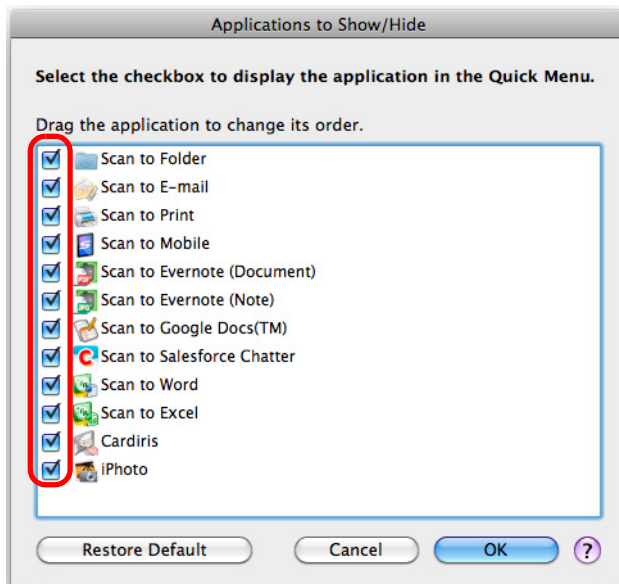 Applications to Show/Hide
Select the checkbox to display the application in the Quick Menu.
Drag the application to change its order.
Scan to Folder
Scan to E-mail
Scan to Print
Scan to Mobile
Scan to Evernote (Document)
Scan to Evernote (Note)
Scan to Google Docs(TM)
Scan to Salesforce Chatter
Scan to Word
Scan to Excel
Cardiris
iPhoto
Restore Default Cancel OK ?